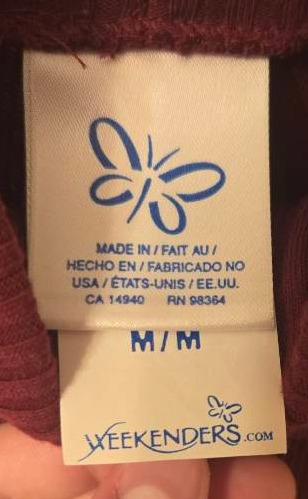 MADE IN / FAIT AU /
HECHO EN / FABRICADO NO
USA / ÉTATS-UNIS / EE.UU.
CA 14940 RN 98364
M/M
WEEKENDERS.COM